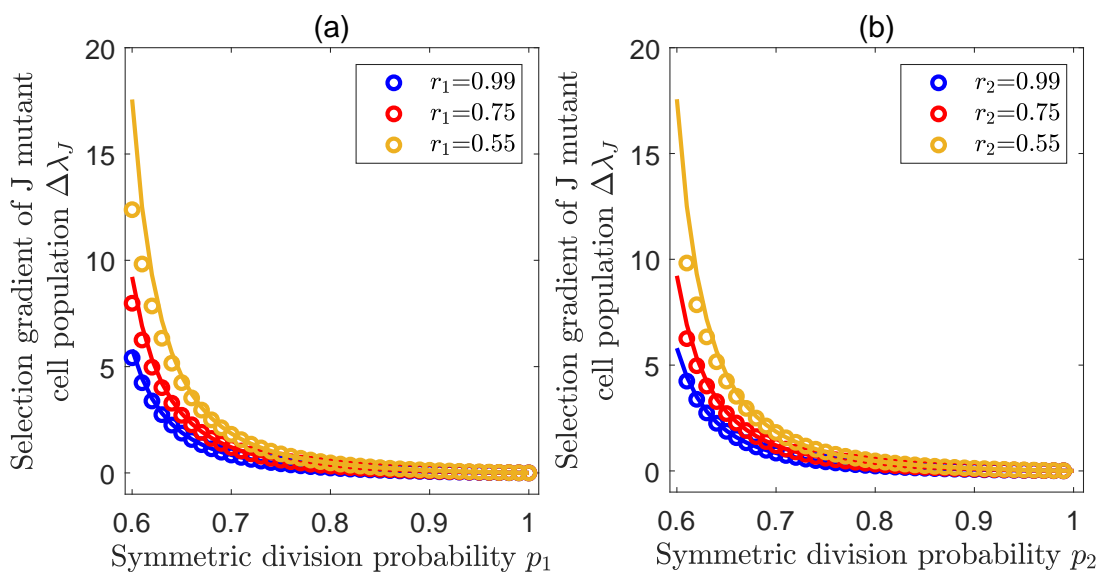 (a)
20
15
10
5
0
0.6 0.7 0.8 0.9 1
Selection gradient of J mutant
cell population Δλ_J
Symmetric division probability p_1
r_1=0.99
r_1=0.75
r_1=0.55
(b)
20
15
10
5
0
0.6 0.7 0.8 0.9 1
Selection gradient of J mutant
cell population Δλ_J
Symmetric division probability p_2
r_2=0.99
r_2=0.75
r_2=0.55